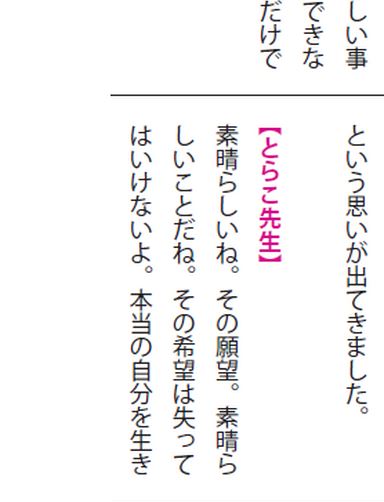 しい事
できな
だけで
という思いが出てきました。
【とらこ先生】
素晴らしいね。その願望。素晴ら
しいことだね。その希望は失って
はいけないよ。本当の自分を生き